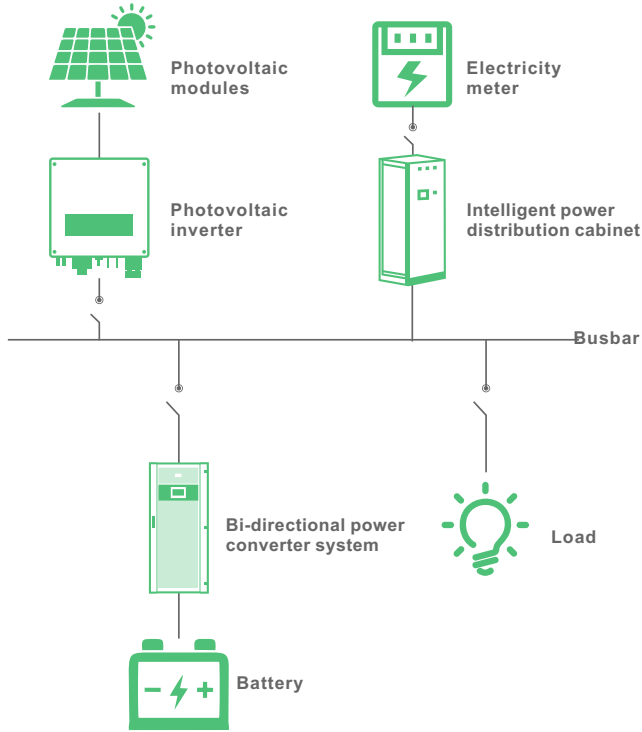 Photovoltaic
modules
Electricity
meter
Photovoltaic
inverter
Intelligent power
distribution cabinet
Busbar
Bi-directional power
converter system
Load
Battery